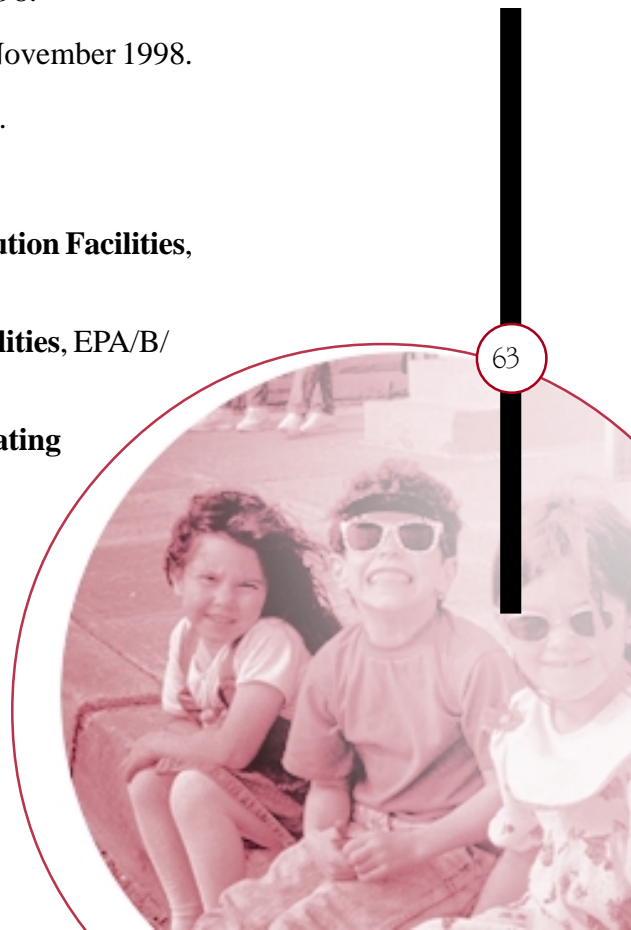 November 1998.
.
ution Facilities,
lities, EPA/B/
63
ating